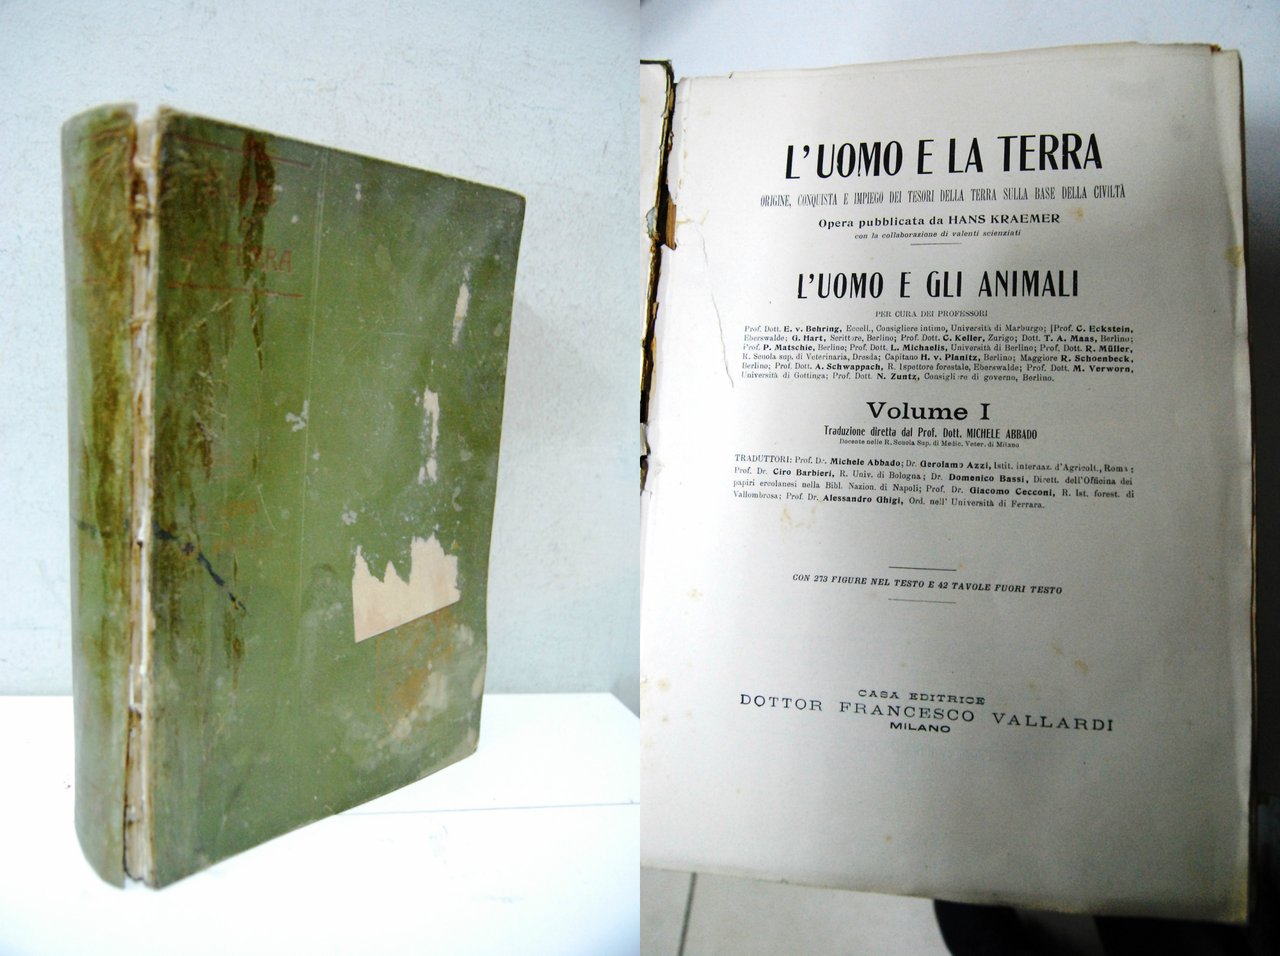 TERRA
L'UOMO E LA TERRA
ORIGINE, CONQUISTA E IMPIEGO DEI TESORI DELLA TERRA SULLA BASE DELLA CIVILTÀ
Opera pubblicata da HANS KRAEMER
con la collaborazione di valenti scienziati
L'UOMO E GLI ANIMALI
PER CURA DEI PROFESSORI
Prof. Dott. E. v. Behring, Eccell., Consigliere intimo, Università di Marburgo; Prof. C. Eckstein,
Eberswalde; G. Hart, Scrittore, Berlino; Prof. Dott. C. Keller, Zurigo; Dott. T. A. Maas, Berlino;
Prof. P. Matschie, Berlino; Prof. Dott. L. Michaelis, Università di Berlino; Prof. Dott. R. Müller,
R. Scuola sup. di Veterinaria, Dresda; Capitano H. v. Planitz, Berlino; Maggiore R. Schoenbeck,
Berlino; Prof. Dott. A. Schwappach, R. Ispettore forestale, Eberswalde; Prof. Dott. M. Verworn,
Università di Gottinga; Prof. Dott. N. Zuntz, Consigliere di governo, Berlino.
Volume I
Traduzione diretta dal Prof. Dott. MICHELE ABBADO
Docente nelle R. Scuola Sup. di Medic. Veter. di Milano
TRADUTTORI: Prof. Dr. Michele Abbado; Dr. Gerolamo Azzi, Istit. internaz. d'Agricolt., Roma;
Prof. Dr. Ciro Barbieri, R. Univ. di Bologna; Dr. Domenico Bassi, Dirett. dell'Officina dei
papiri ercolanesi nella Bibl. Nazion. di Napoli; Prof. Dr. Giacomo Cecconi, R. Ist. forest. di
Vallombrosa; Prof. Dr. Alessandro Ghigi, Ord. nell' Università di Ferrara.
CON 273 FIGURE NEL TESTO E 42 TAVOLE FUORI TESTO
CASA EDITRICE
DOTTOR FRANCESCO VALLARDI
MILANO